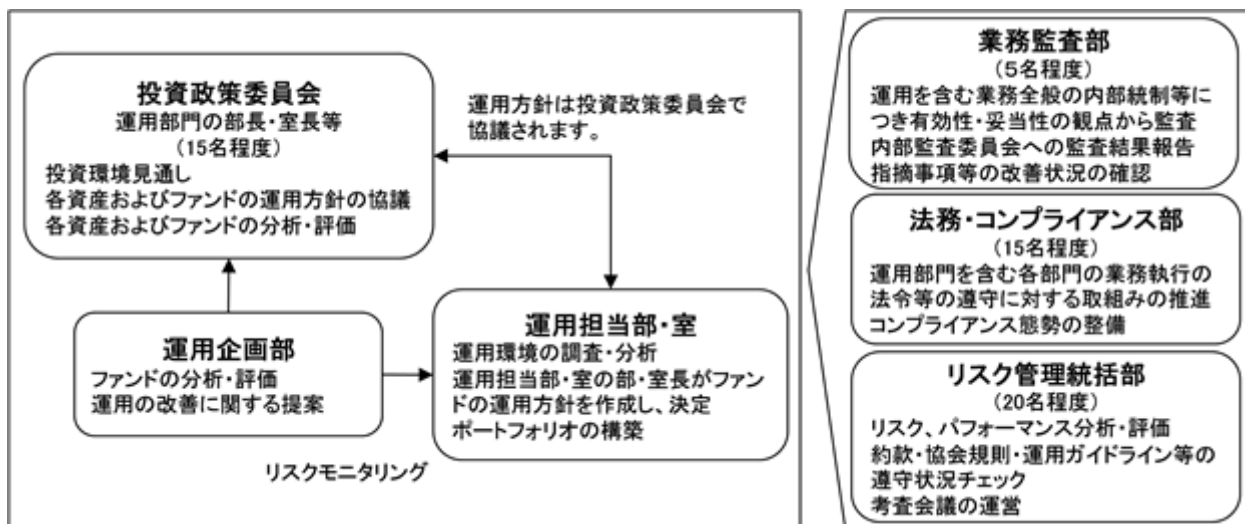 投資政策委員会
運用部門の部長・室長等
(15名程度)
投資環境見通し
各資産およびファンドの運用方針の協議
各資産およびファンドの分析・評価
運用方針は投資政策委員会で
協議されます。
運用企画部
ファンドの分析・評価
運用の改善に関する提案
運用担当部・室
運用環境の調査・分析
運用担当部・室の部・室長がファン
ドの運用方針を作成し、決定
ポートフォリオの構築
リスクモニタリング
業務監査部
(5名程度)
運用を含む業務全般の内部統制等に
つき有効性・妥当性の観点から監査
内部監査委員会への監査結果報告
指摘事項等の改善状況の確認
法務・コンプライアンス部
(15名程度)
運用部門を含む各部門の業務執行の
法令等の遵守に対する取組みの推進
コンプライアンス態勢の整備
リスク管理統括部
(20名程度)
リスク、パフォーマンス分析・評価
約款・協会規則・運用ガイドライン等の
遵守状況チェック
考査会議の運営